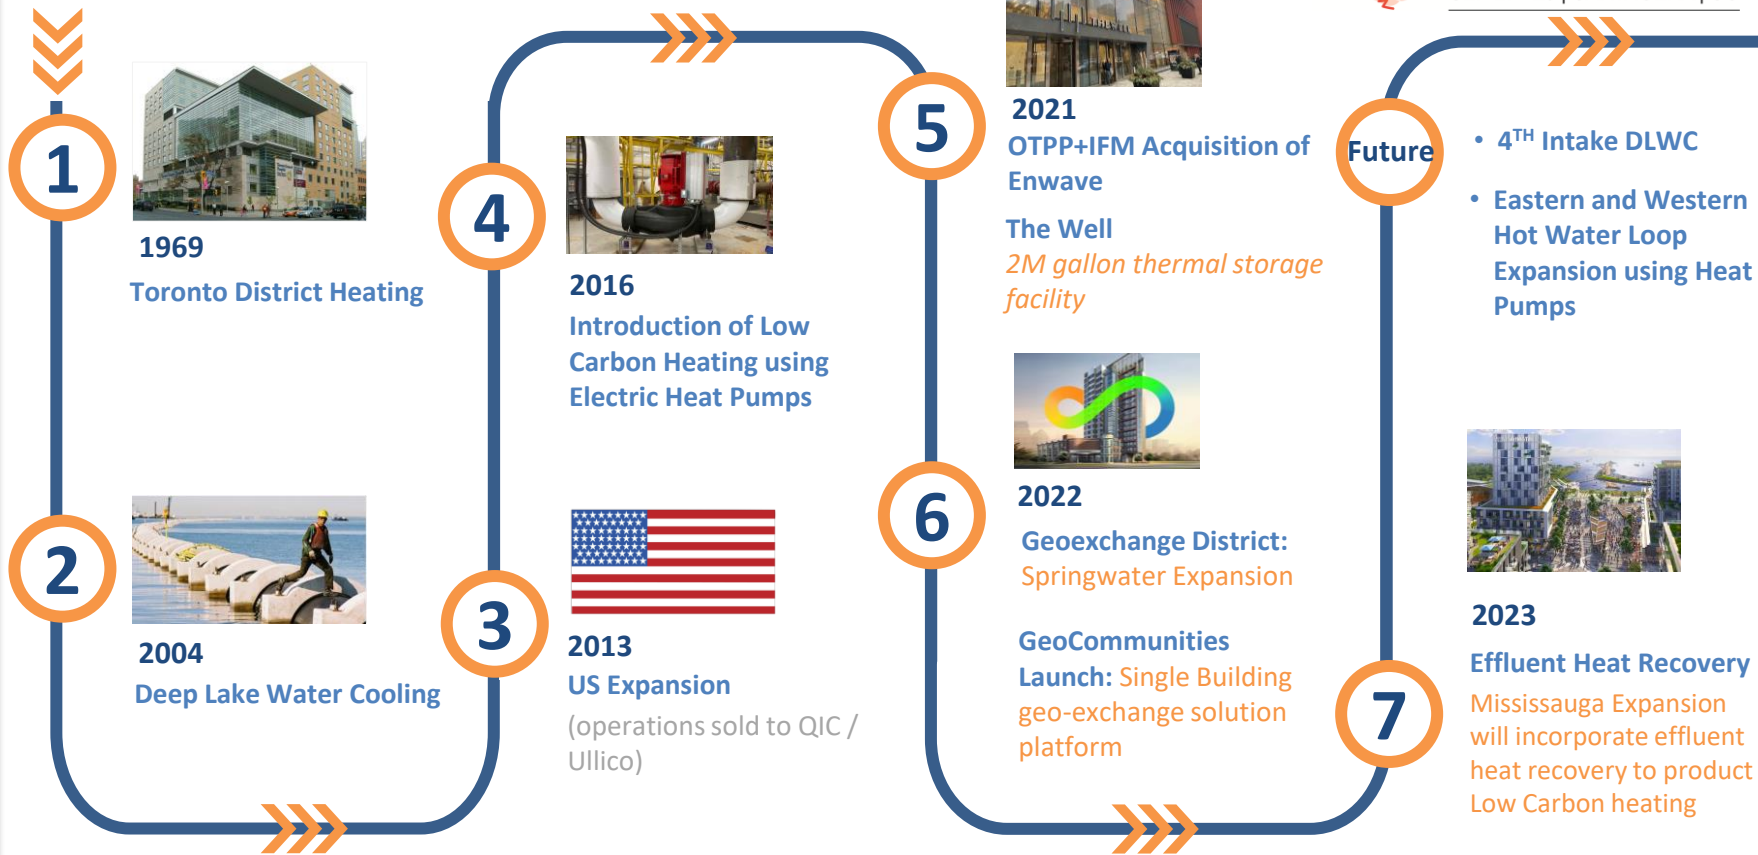 1
1969
Toronto District Heating
2
2004
Deep Lake Water Cooling
3
2013
US Expansion
(operations sold to QIC /
Ullico)
4
2016
Introduction of Low
Carbon Heating using
Electric Heat Pumps
5
THE WELL
2021
OTPP+IFM Acquisition of
Enwave
The Well
2M gallon thermal storage
facility
6
2022
Geoexchange District:
Springwater Expansion
GeoCommunities
Launch: Single Building
geo-exchange solution
platform
7
2023
Effluent Heat Recovery
Mississauga Expansion
will incorporate effluent
heat recovery to product
Low Carbon heating
Future
• 4TH Intake DLWC
• Eastern and Western
Hot Water Loop
Expansion using Heat
Pumps